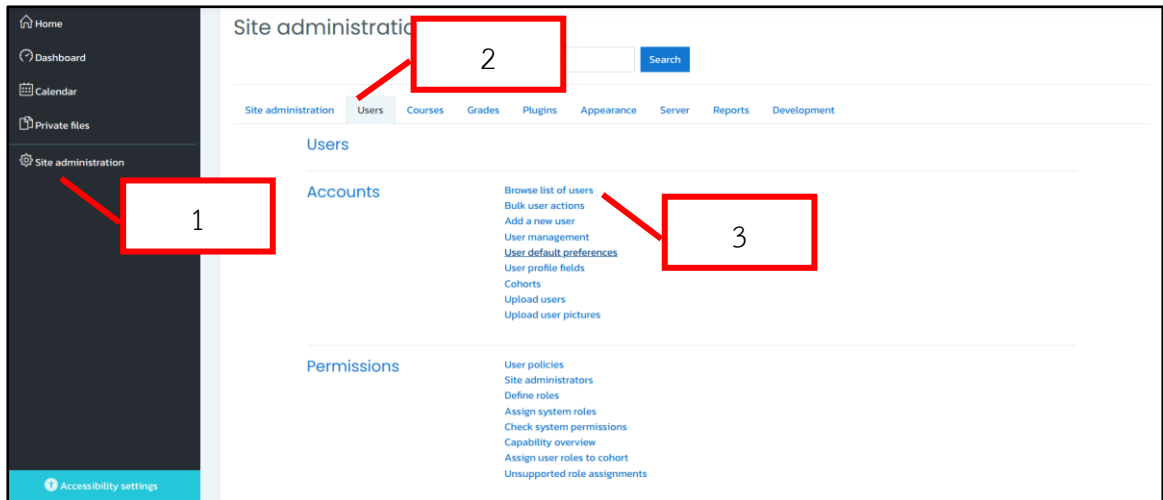 Home
Dashboard
Calendar
Private files
Site administration
1
Accessibility settings
Site administratio
2
Search
Site administration Users Courses Grades Plugins Appearance Server Reports Development
Users
Accounts
Browse list of users
Bulk user actions
Add a new user
User management
User default preferences
User profile fields
Cohorts
Upload users
Upload user pictures
3
Permissions
User policies
Site administrators
Define roles
Assign system roles
Check system permissions
Capability overview
Assign user roles to cohort
Unsupported role assignments